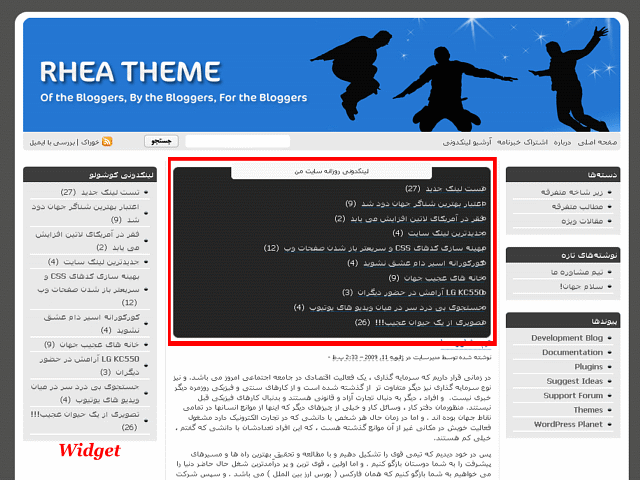 RHEA THEME
Of the Bloggers, By the Bloggers, For the Bloggers
صفحه اصلی
درباره
اشتراک خبرنامه
آرشیو لینکدونی
جستجو
خوراک | بررسی با ایمیل
دسته‌ها
زیر شاخه متفرقه
مطالب متفرقه
مقالات ویژه
نوشته‌های تازه
تیم مشاوره ما
سلام جهان!
پیوندها
Development Blog
Documentation
Plugins
Suggest Ideas
Support Forum
Themes
WordPress Planet
لینکدونی روزانه سایت من
تست لینک جدید (27)
اعتبار بهترین شناگر جهان دود شد (9)
فقر در آمریکای لاتین افزایش می یابد (2)
جدیدترین لینک سایت (4)
بهینه سازی کدهای CSS و سریعتر باز شدن صفحات وب (12)
کورکورانه اسیر دام عشق نشوید (4)
خانه های عجیب جهان (9)
LG KC550 آرامش در حضور دیگران (3)
جستجوی بی درد سر در میان ویدیو های یوتیوب (4)
تصویری از یک حیوان عجیب!!! (26)
نوشته شده توسط مدیرسایت در ژانویه 11, 2009 – 2:33 ب.ظ -
در زمانی قرار داریم که سرمایه گذاری ، یک فعالیت اقتصادی در جامعه اجتماعی امروز می باشد. و نیز
نوع سرمایه گذاری نیز دیگر متفاوت تر از گذشته شده است و از کارهای سنتی و فیزیکی روزمره دیگر
خبری نیست. و افراد ، دیگر به دنبال تجارت آزاد و قانونی هستند و بدنبال کارهای فیزیکی قبل
نیستند. منظورمان دفتر کار ، وسائل کار و خیلی از چیزهای دیگر که اینها از موانع انسانها در تمامی
نقاط جهان بوده اند . و اما در زمان حال هر شخص با دانشی که در تجارت الکترونیک دارد مشغول
فعالیت خویش در مکانی غیر از آن موانع گذشته هست ، که این افراد تعدادشان با دانشی که گفتم ،
خیلی کم هستند.
پس در خود دیدیم که تیمی قوی را تشکیل دهیم و با مطالعه و تحقیق بهترین راه ها و مسیرهای
پیشرفت را به شما دوستان بازگو کنیم . و اما اولین ، قوی ترین و پر درآمدترین شغل حال حاضر دنیا را
می خواهیم به شما بازگو کنیم که همان فارکس ( بورس ارز بین الملل ) می باشد . و سپس شرکت
لینکدونی کوشولو
تست لینک جدید (27)
اعتبار بهترین شناگر جهان دود
شد (9)
فقر در آمریکای لاتین افزایش
می یابد (2)
جدیدترین لینک سایت (4)
بهینه سازی کدهای CSS و
سریعتر باز شدن صفحات وب
(12)
کورکورانه اسیر دام عشق
نشوید (4)
خانه های عجیب جهان (9)
LG KC550 آرامش در حضور
دیگران (3)
جستجوی بی درد سر در میان
ویدیو های یوتیوب (4)
تصویری از یک حیوان عجیب!!!
(26)
Widget